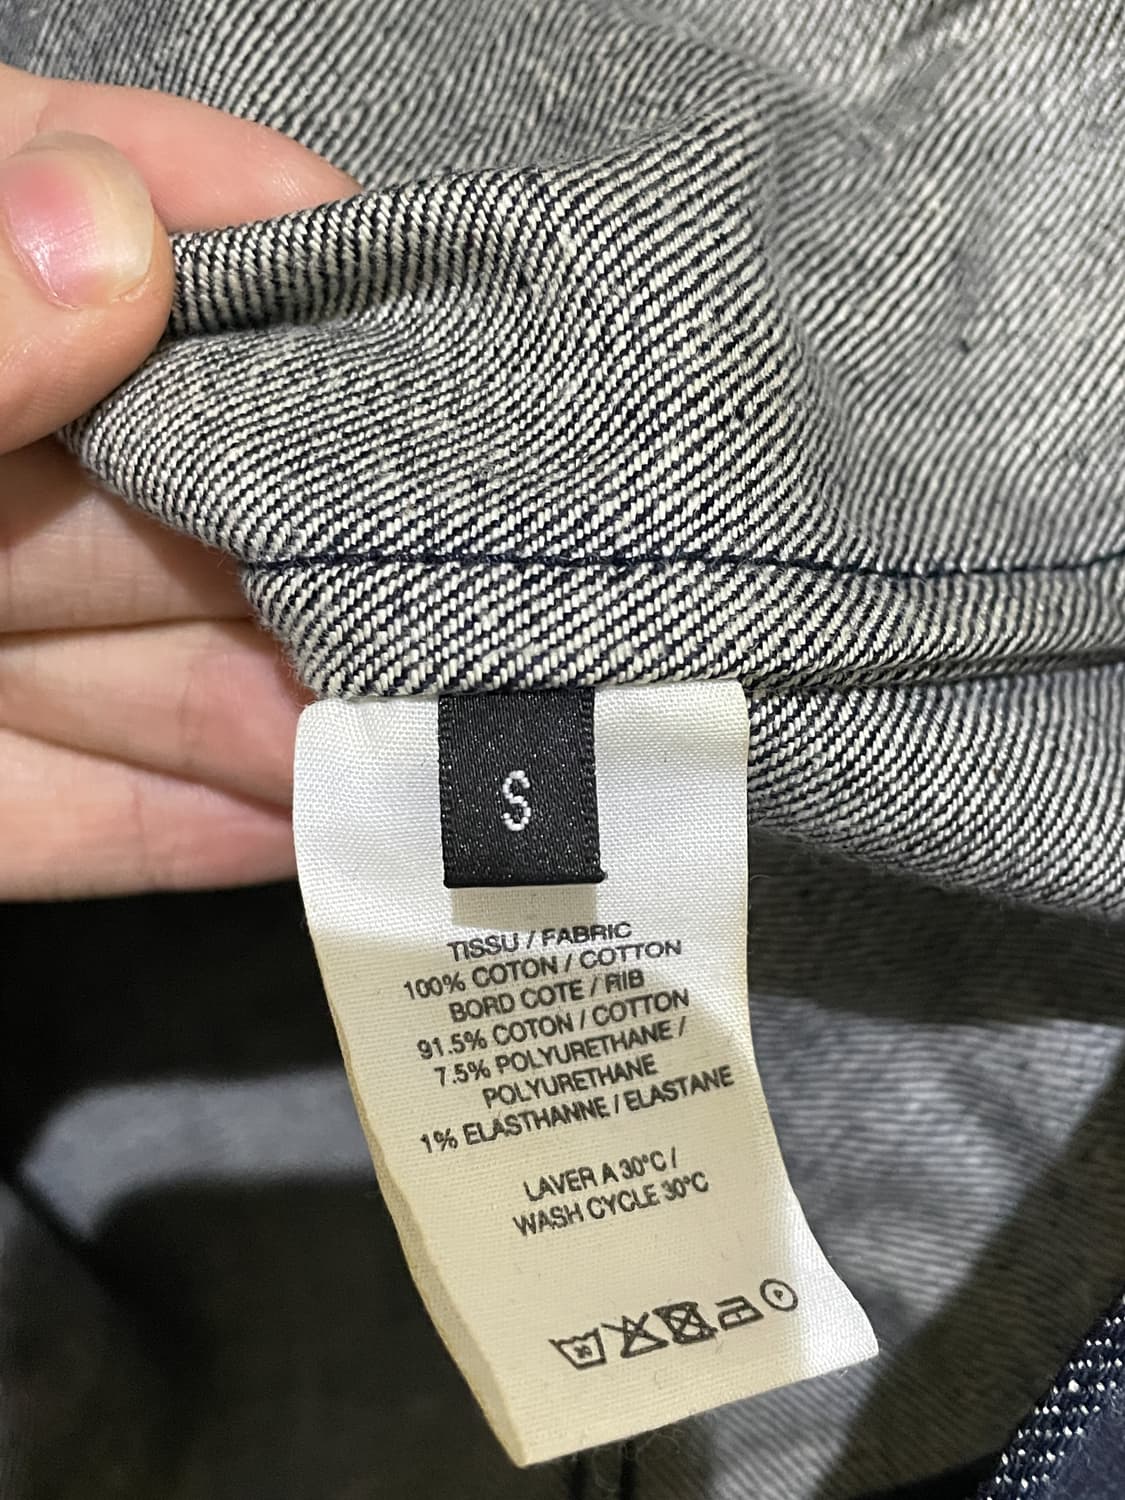 S
TISSU / FABRIC
100% COTON / COTTON
BORD COTE / RIB
91.5% COTON / COTTON
7.5% POLYURETHANE /
POLYURETHANE
1% ELASTHANNE / ELASTANE
LAVER A 30°C /
WASH CYCLE 30°C
30 P